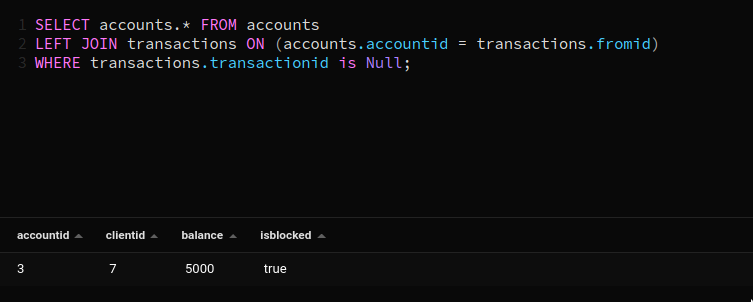 1 SELECT accounts.* FROM accounts
2 LEFT JOIN transactions ON (accounts.accountid = transactions.fromid)
3 WHERE transactions.transactionid is Null;
accountid clientid balance isblocked
3 7 5000 true